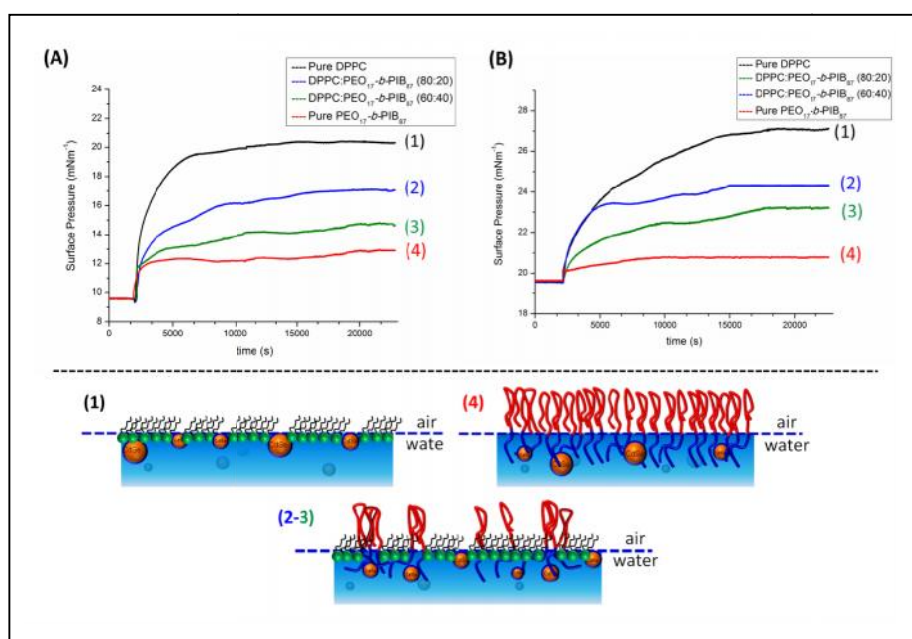 (A)
Pure DPPC
DPPC:PEO₁₇-b-PIB₈₇ (80:20)
DPPC:PEO₁₇-b-PIB₈₇ (60:40)
Pure PEO₁₇-b-PIB₈₇
Surface Pressure (mNm⁻¹)
24
22
20
18
16
14
12
10
8
0 5000 10000 15000 20000
time (s)
(1)
(2)
(3)
(4)
(B)
Pure DPPC
DPPC:PEO₁₇-b-PIB₈₇ (80:20)
DPPC:PEO₁₇-b-PIB₈₇ (60:40)
Pure PEO₁₇-b-PIB₈₇
Surface Pressure (mNm⁻¹)
28
26
24
22
20
18
0 5000 10000 15000 20000
time (s)
(1)
(2)
(3)
(4)
(1)
air
wate
(4)
air
water
(2-3)
air
water